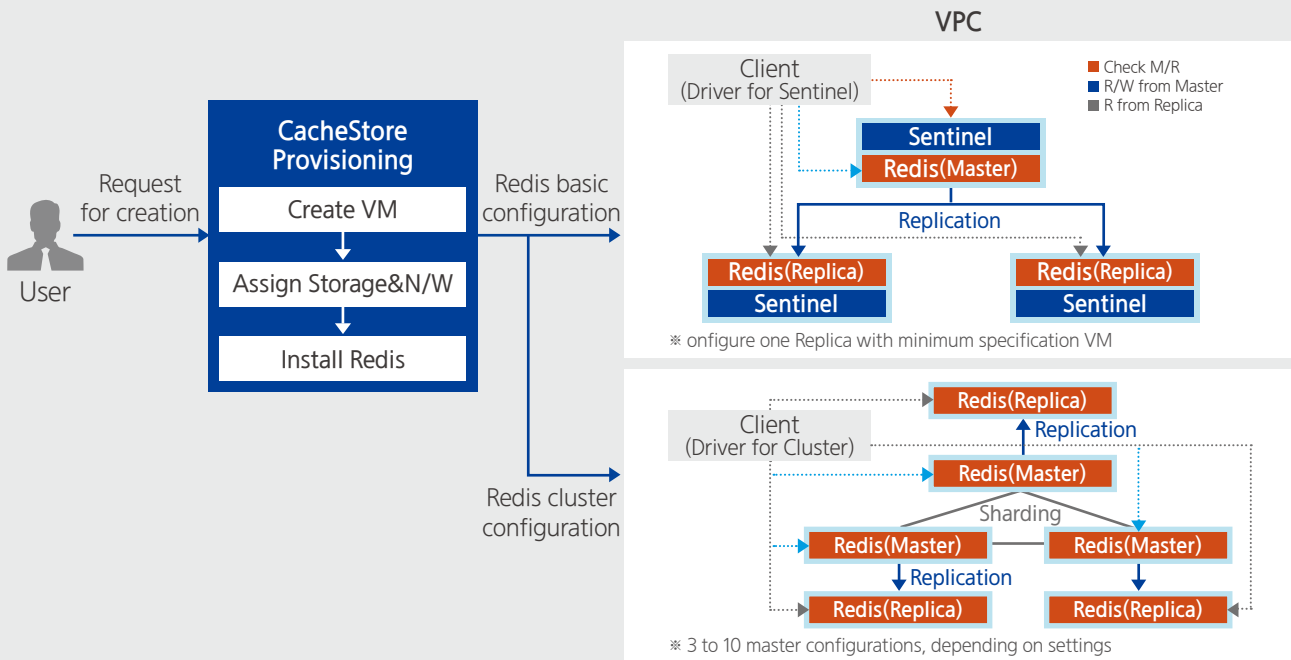 VPC
User
Request
for creation
CacheStore
Provisioning
Create VM
Assign Storage&N/W
Install Redis
Redis basic
configuration
Redis cluster
configuration
Client
(Driver for Sentinel)
Check M/R
R/W from Master
R from Replica
Sentinel
Redis(Master)
Replication
Redis(Replica)
Sentinel
Redis(Replica)
Sentinel
※ onfigure one Replica with minimum specification VM
Client
(Driver for Cluster)
Redis(Replica)
Replication
Redis(Master)
Sharding
Redis(Master)
Redis(Master)
Replication
Redis(Replica)
Redis(Replica)
※ 3 to 10 master configurations, depending on settings